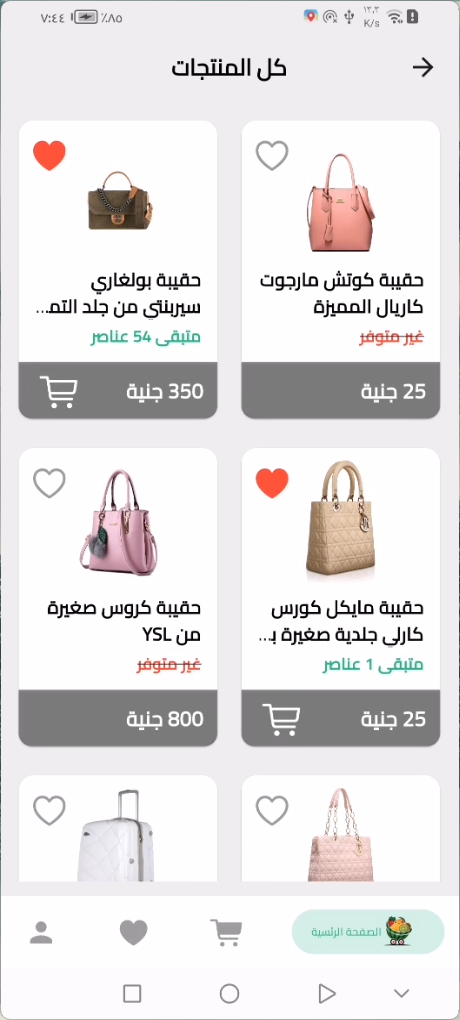 ٧:٤٤
٪٨٥
١٣,٣
K/s
كل المنتجات
حقيبة كوتش مارجوت
كاريال المميزة
غير متوفر
25 جنية
حقيبة بولغاري
سيربنتي من جلد التم...
متبقى 54 عناصر
350 جنية
حقيبة مايكل كورس
كارلي جلدية صغيرة ب...
متبقى 1 عناصر
25 جنية
حقيبة كروس صغيرة
من YSL
غير متوفر
800 جنية
الصفحة الرئسية